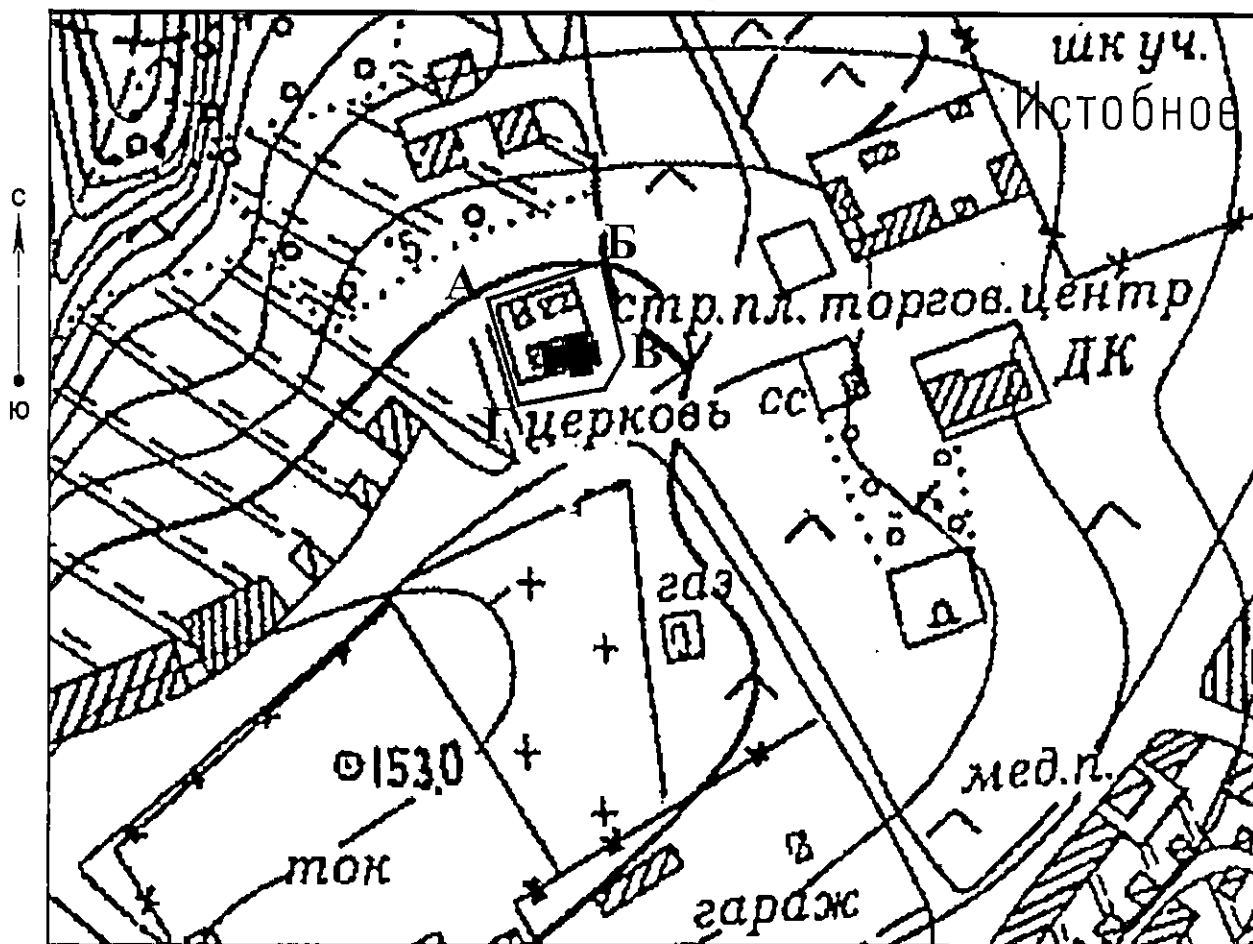 шк уч.
Истобное
С
Ю
5
Б
А
стр.пл. торгов.центр
В
ДК
сс
Г церковь
газ
п
п
153,0
мед.п.
ток
гараж